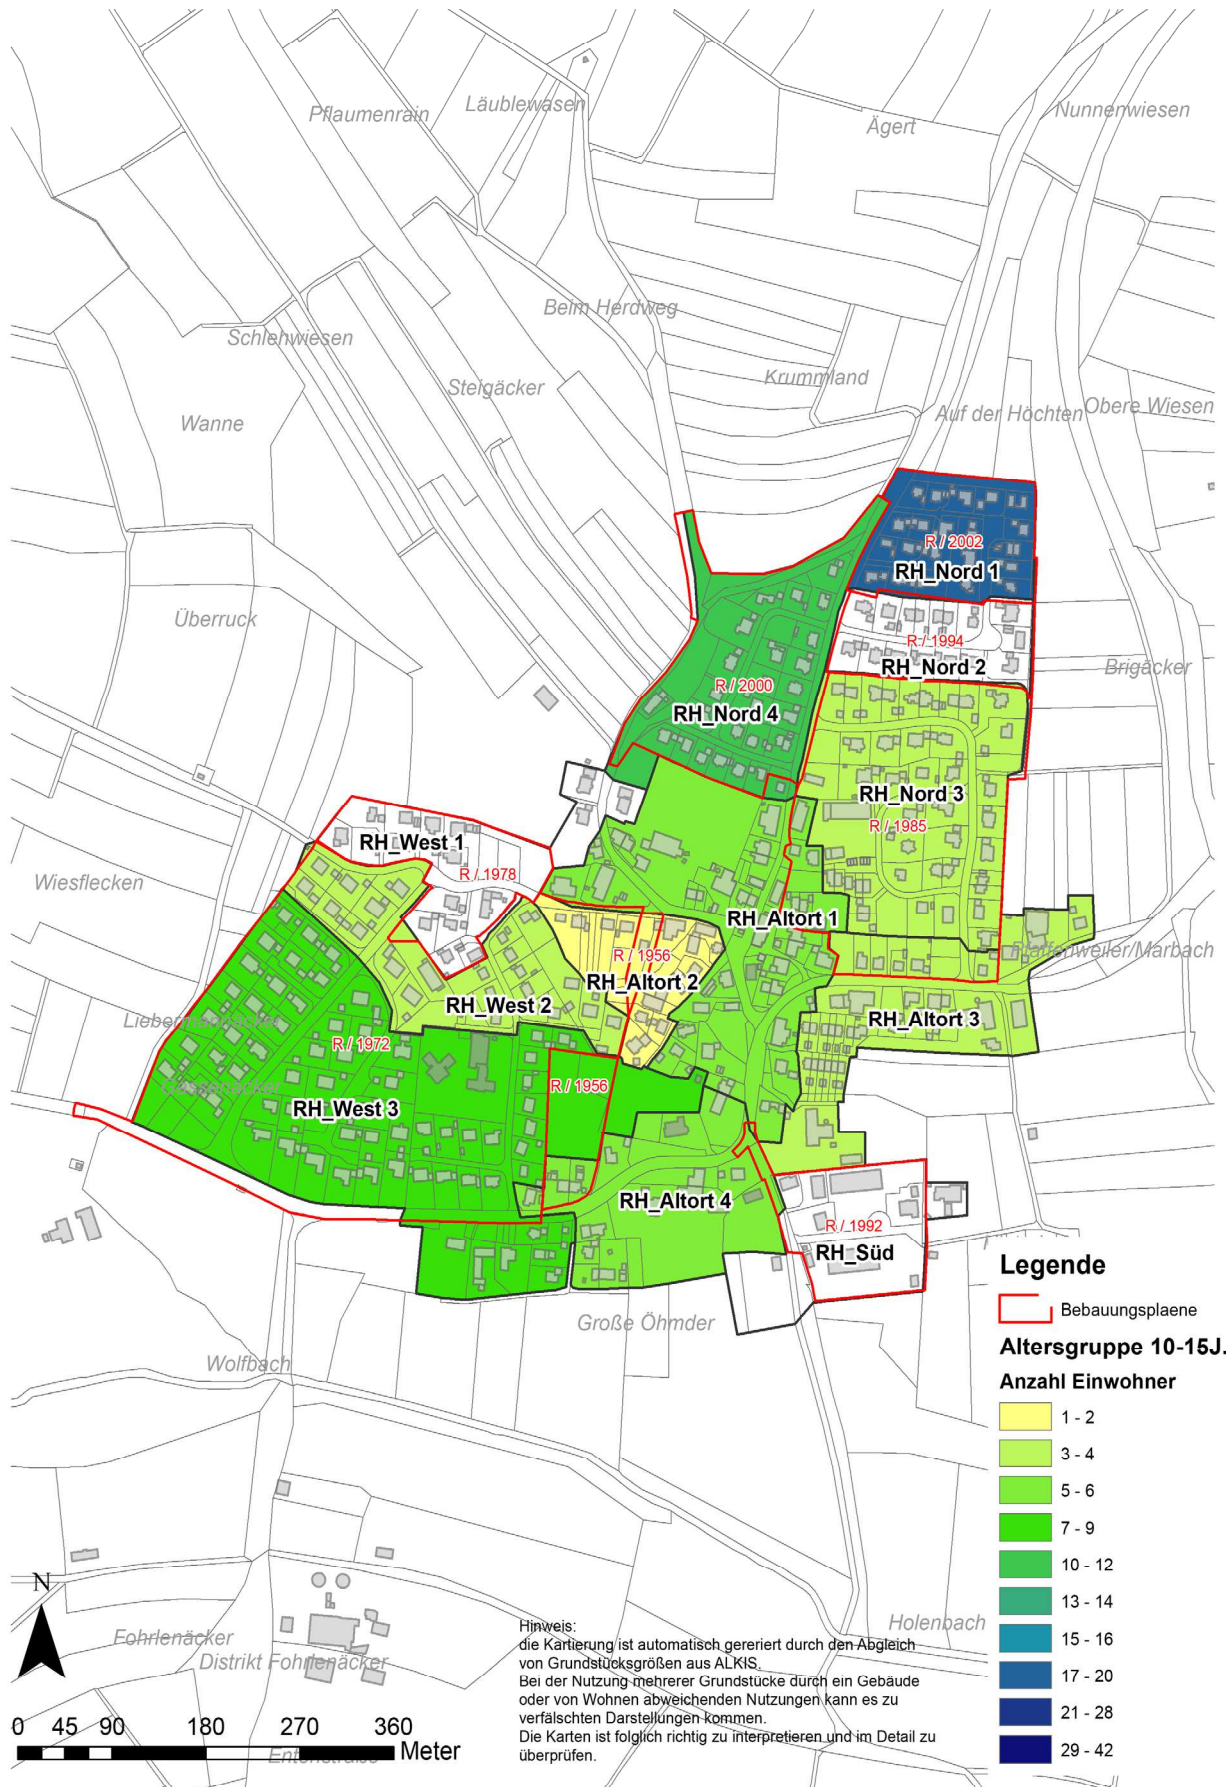 Pflaumenrain
Läublewasen
Ägert
Nunnenwiesen
Beim Herdweg
Schlehwiesen
Steigäcker
Krummland
Wanne
Auf der Höchten
Obere Wiesen
R / 2002
RH_Nord 1
Überruck
R / 1994
RH_Nord 2
Brigäcker
R / 2000
RH_Nord 4
RH_Nord 3
R / 1985
RH_West 1
R / 1978
Wiesflecken
RH_Altort 1
Pfaffenweiler/Marbach
R / 1956
RH_Altort 2
RH_West 2
RH_Altort 3
R / 1972
Gassenäcker
R / 1956
RH_West 3
RH_Altort 4
R / 1992
RH_Süd
Große Öhmder
Wolfbach
Legende
Bebauungsplaene
Altersgruppe 10-15J.
Anzahl Einwohner
1 - 2
3 - 4
5 - 6
7 - 9
10 - 12
13 - 14
15 - 16
17 - 20
21 - 28
29 - 42
N
Fohrlenäcker
Distrikt Fohrlenäcker
Holenbach
Hinweis:
die Kartierung ist automatisch gereriert durch den Abgleich
von Grundstücksgrößen aus ALKIS.
Bei der Nutzung mehrerer Grundstücke durch ein Gebäude
oder von Wohnen abweichenden Nutzungen kann es zu
verfälschten Darstellungen kommen.
Die Karten ist folglich richtig zu interpretieren und im Detail zu
überprüfen.
0 45 90 180 270 360
Meter
Entenstraße